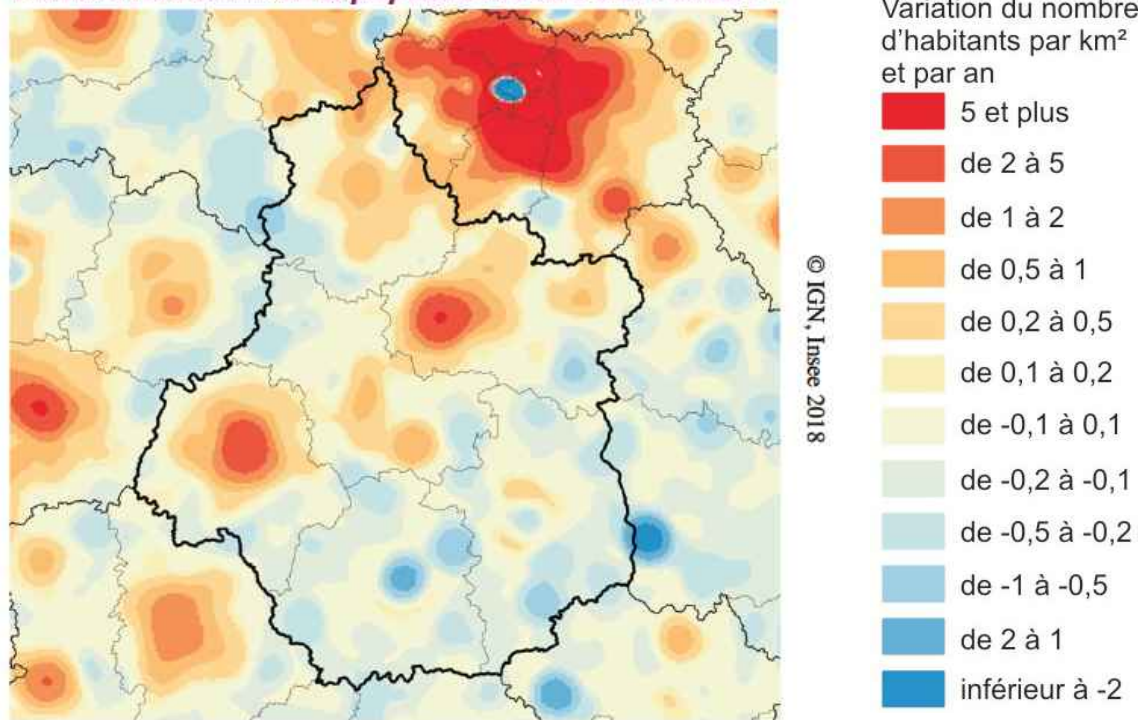 Variation du nombre
d'habitants par km²
et par an
5 et plus
de 2 à 5
de 1 à 2
de 0,5 à 1
de 0,2 à 0,5
de 0,1 à 0,2
de -0,1 à 0,1
de -0,2 à -0,1
de -0,5 à -0,2
de -1 à -0,5
de 2 à 1
inférieur à -2
© IGN, Insee 2018